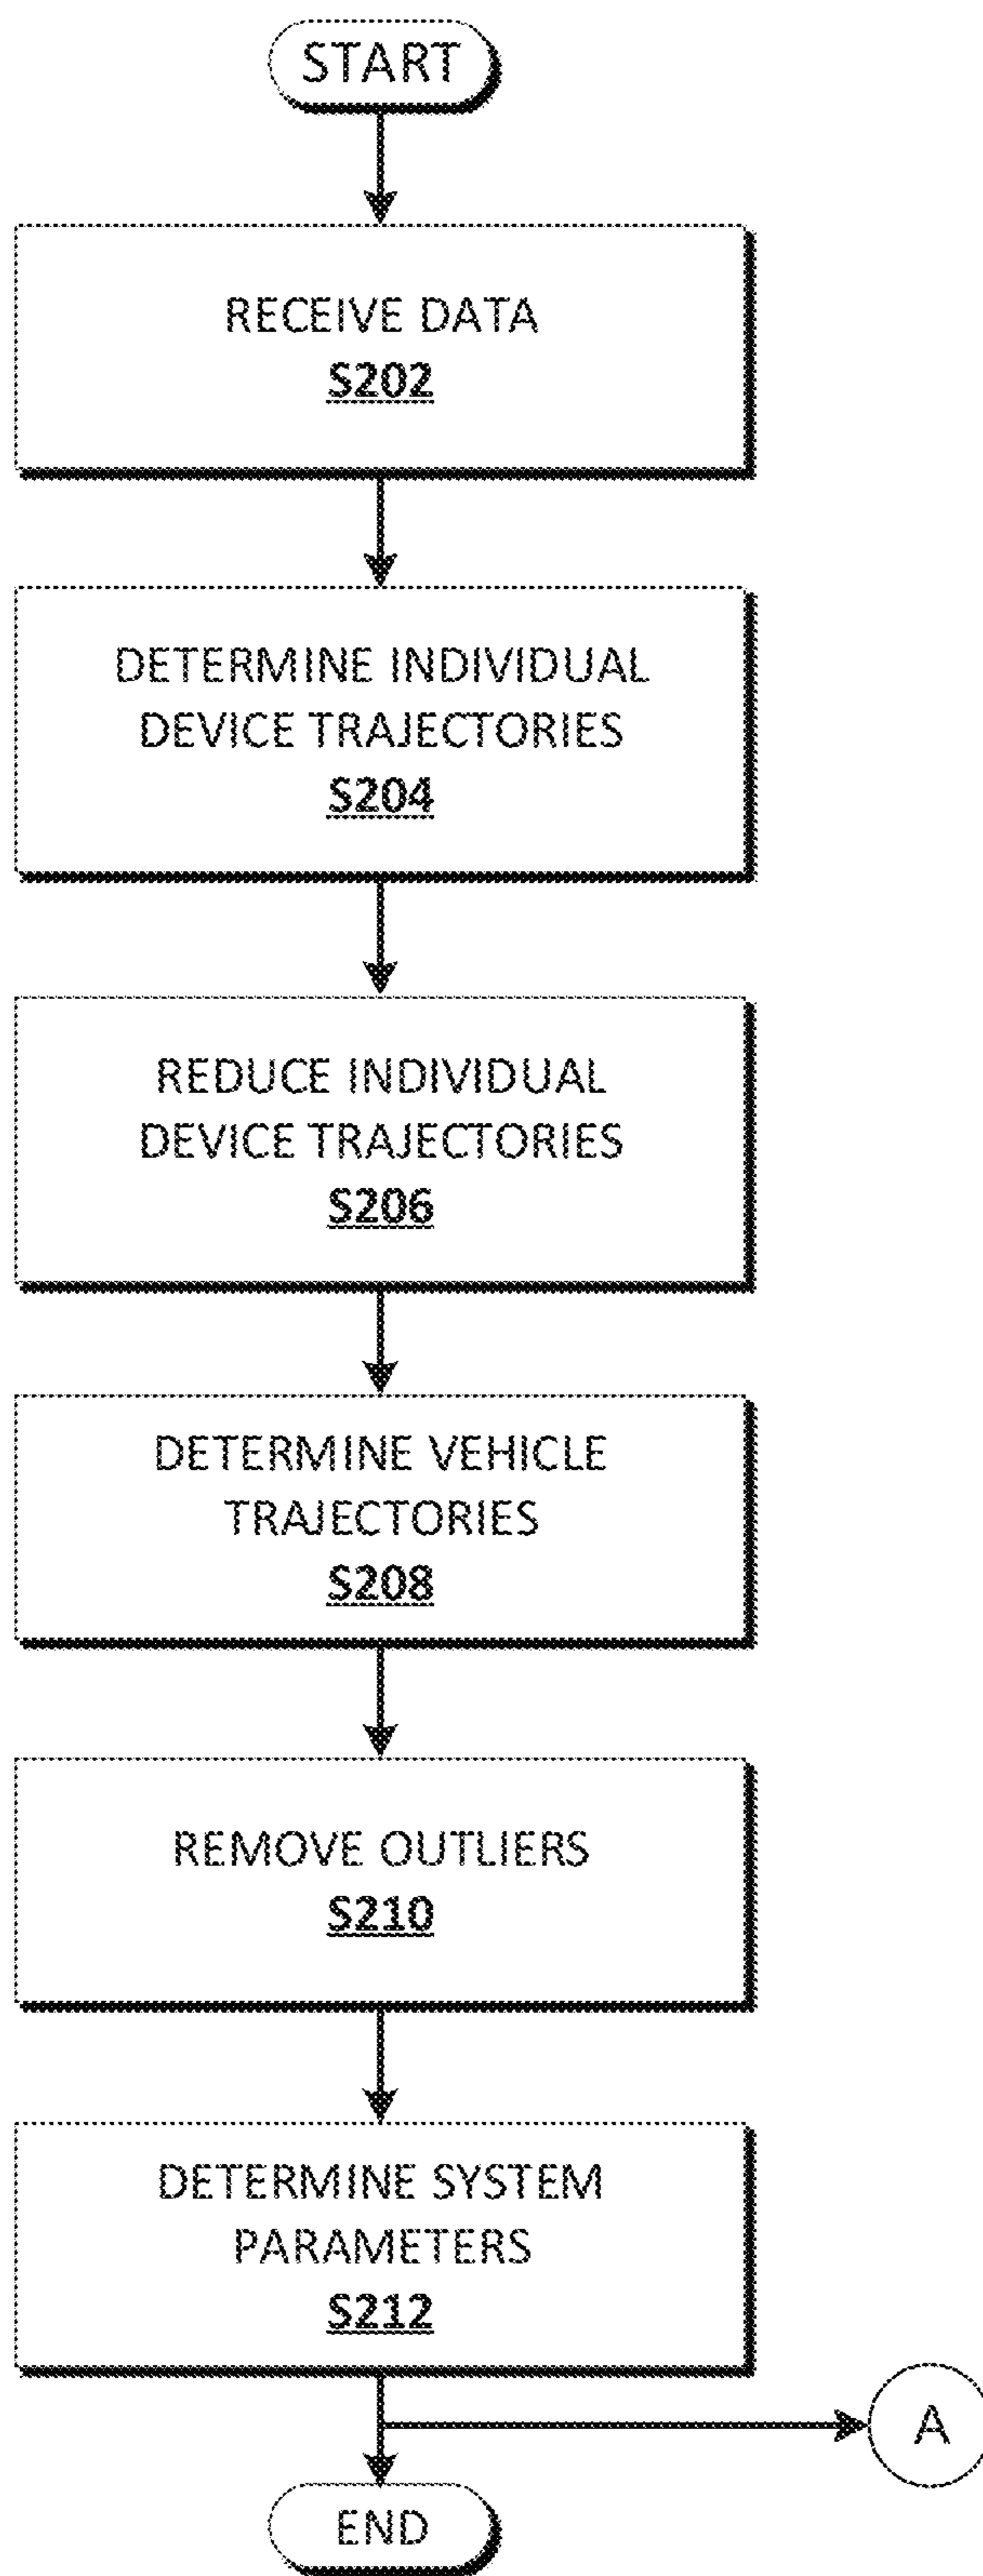 START
RECEIVE DATA
S202
DETERMINE INDIVIDUAL
DEVICE TRAJECTORIES
S204
REDUCE INDIVIDUAL
DEVICE TRAJECTORIES
S206
DETERMINE VEHICLE
TRAJECTORIES
S208
REMOVE OUTLIERS
S210
DETERMINE SYSTEM
PARAMETERS
S212
A
END